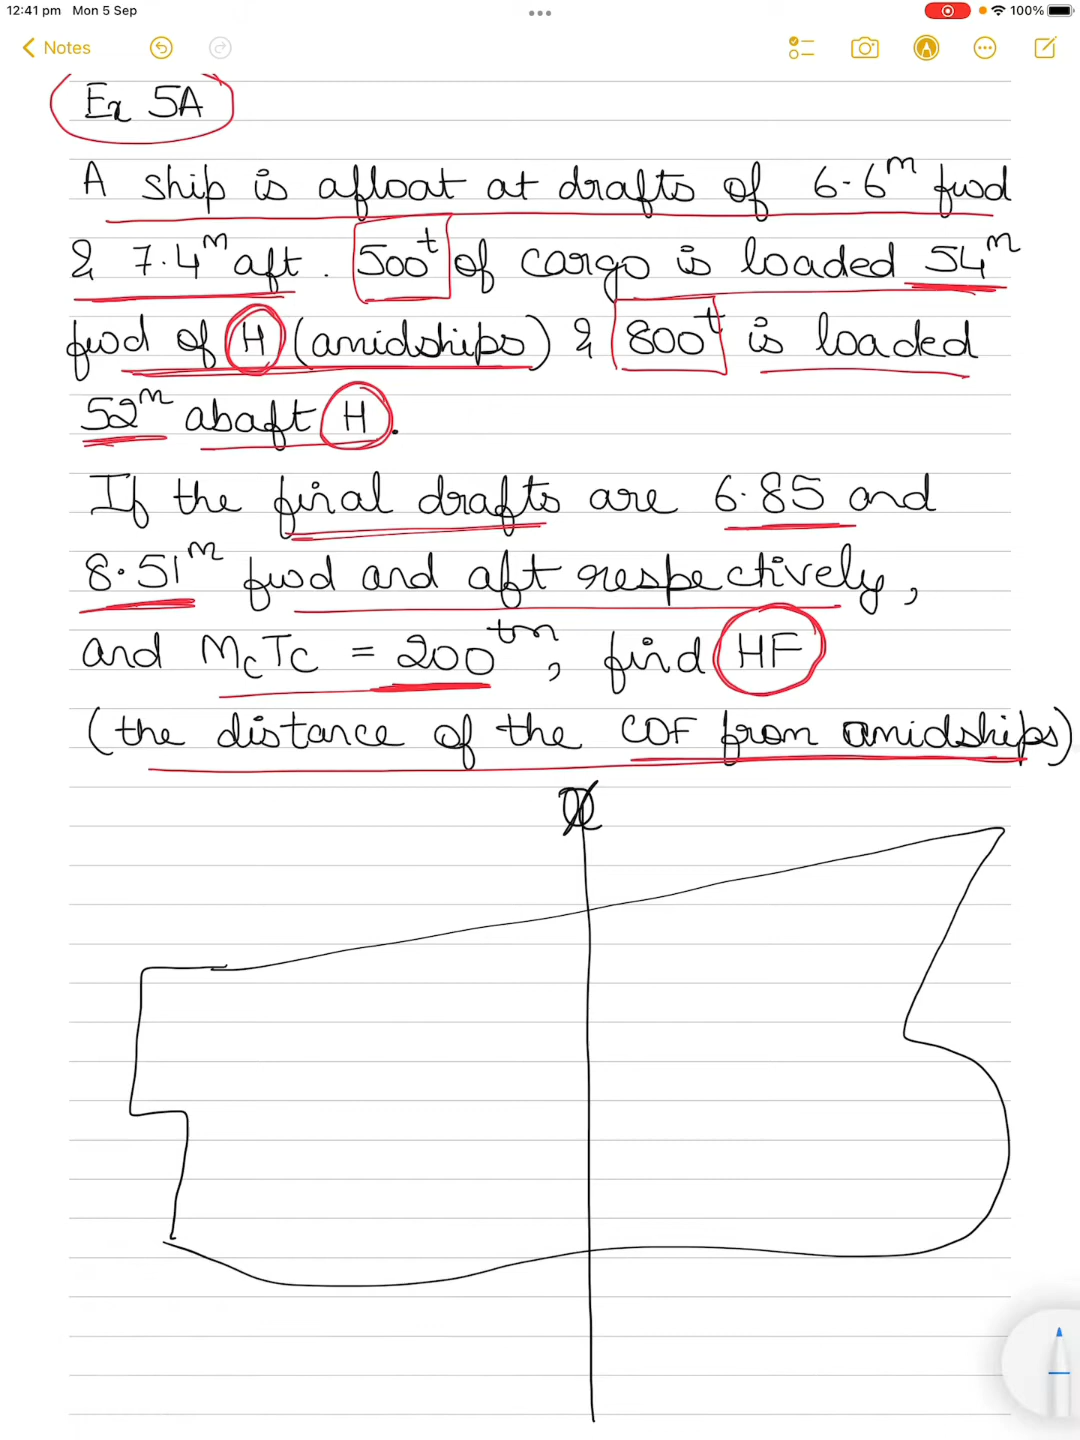 12:41 pm Mon 5 Sep
100%
Notes
Ex 5A
A ship is afloat at drafts of 6.6m fwd
& 7.4m aft. 500t of cargo is loaded 54m
fwd of H (amidships) & 800t is loaded
52m abaft H.
If the final drafts are 6.85 and
8.51m fwd and aft respectively,
and MCTC = 200tm, find HF
(the distance of the COF from amidships)